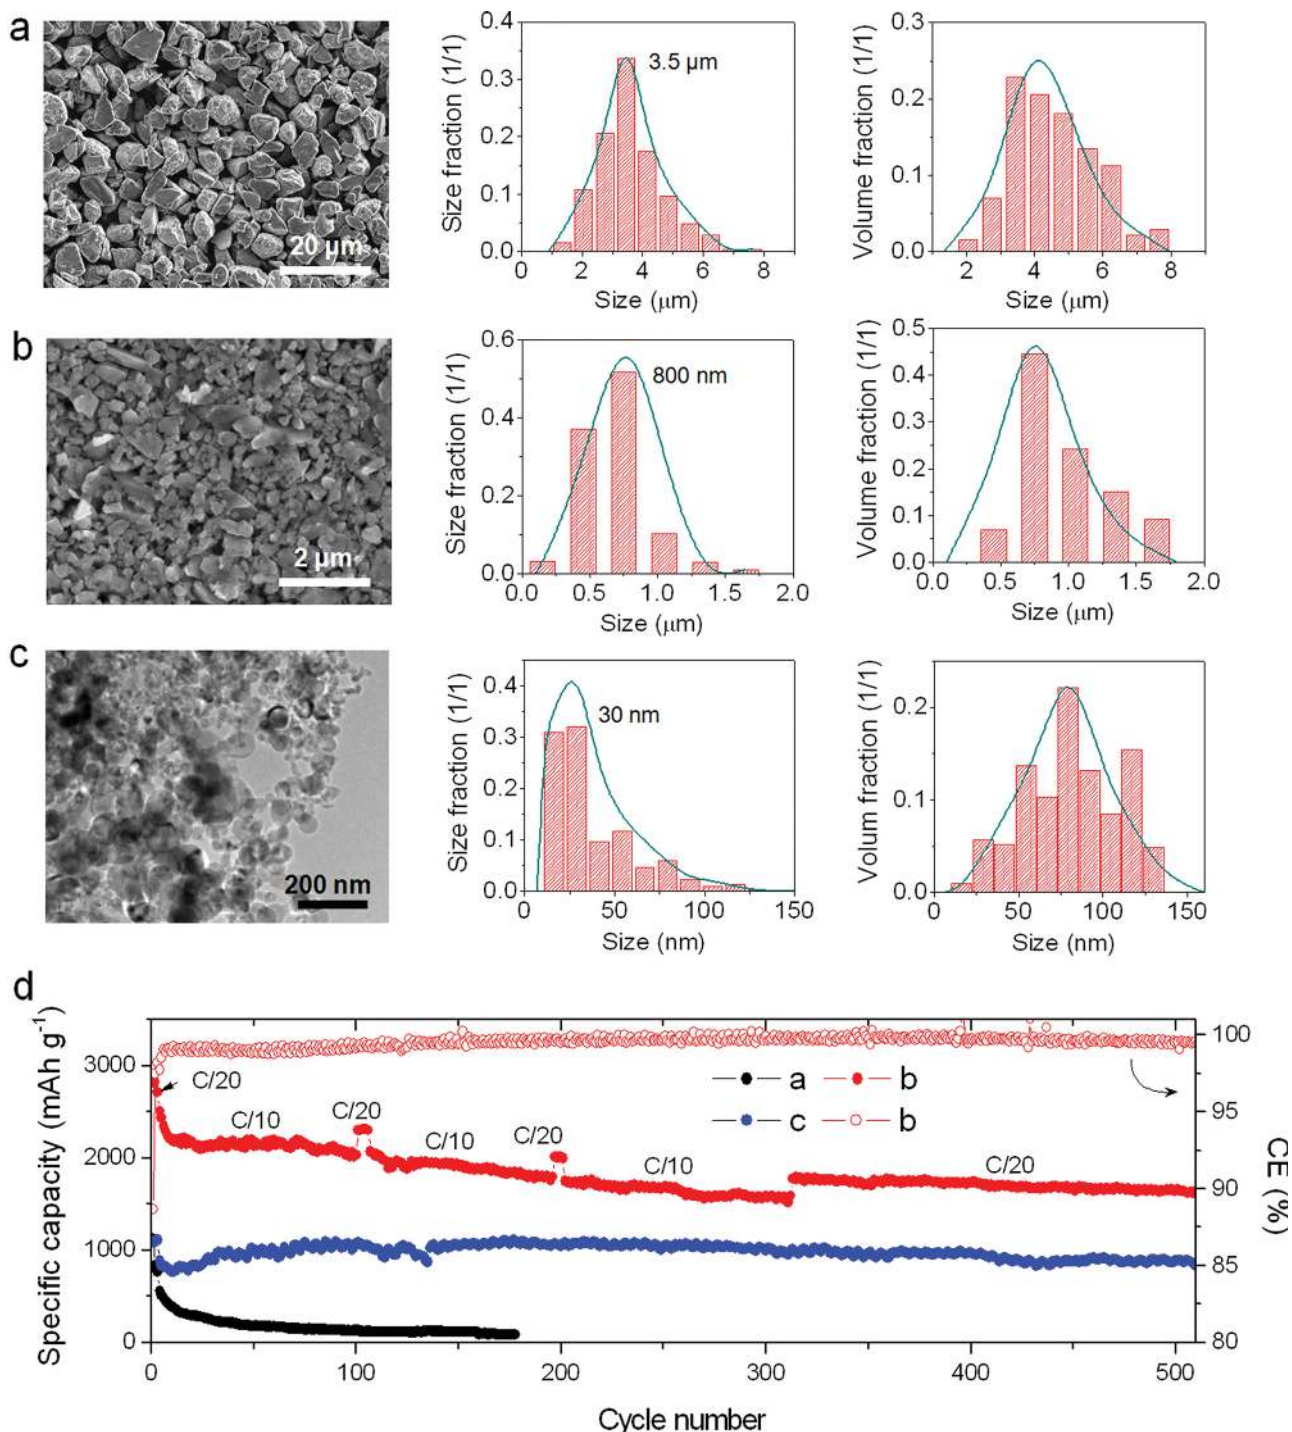 a
20 μm
Size fraction (1/1)
0.4
0.3
0.2
0.1
0.0
3.5 μm
0 2 4 6 8
Size (μm)
Volume fraction (1/1)
0.3
0.2
0.1
0.0
2 4 6 8
Size (μm)
b
2 μm
Size fraction (1/1)
0.6
0.4
0.2
0.0
800 nm
0.0 0.5 1.0 1.5 2.0
Size (μm)
Volume fraction (1/1)
0.5
0.4
0.3
0.2
0.1
0.0
0.0 0.5 1.0 1.5 2.0
Size (μm)
c
200 nm
Size fraction (1/1)
0.4
0.3
0.2
0.1
0.0
30 nm
0 50 100 150
Size (nm)
Volum fraction (1/1)
0.2
0.1
0.0
0 50 100 150
Size (nm)
d
Specific capacity (mAh g⁻¹)
3000
2000
1000
0
C/20
C/10
C/20
C/10
C/20
C/10
C/20
a b
c b
100
95
90
85
80
CE (%)
0 100 200 300 400 500
Cycle number